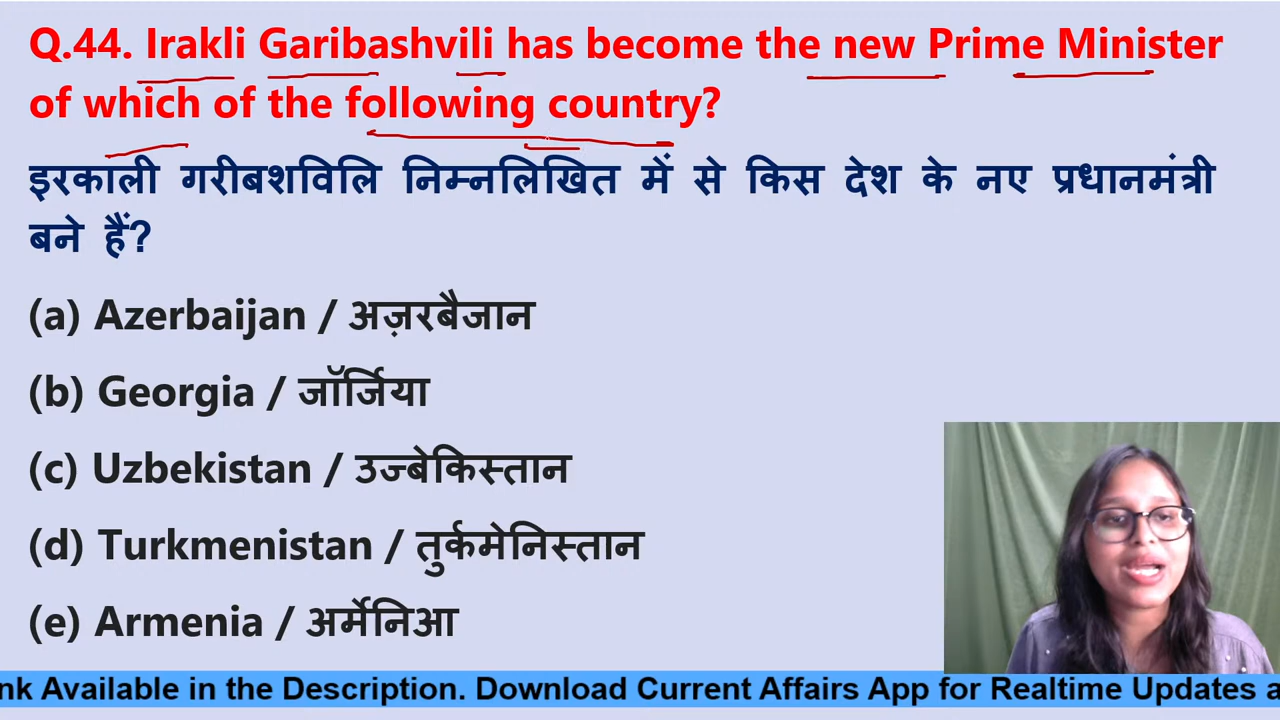 Q.44. Irakli Garibashvili has become the new Prime Minister
of which of the following country?
इरकाली गरीबशविलि निम्नलिखित में से किस देश के नए प्रधानमंत्री
बने हैं?
(a) Azerbaijan / अज़रबैजान
(b) Georgia / जॉर्जिया
(c) Uzbekistan / उज्बेकिस्तान
(d) Turkmenistan / तुर्कमेनिस्तान
(e) Armenia / अर्मेनिआ
nk Available in the Description. Download Current Affairs App for Realtime Updates a